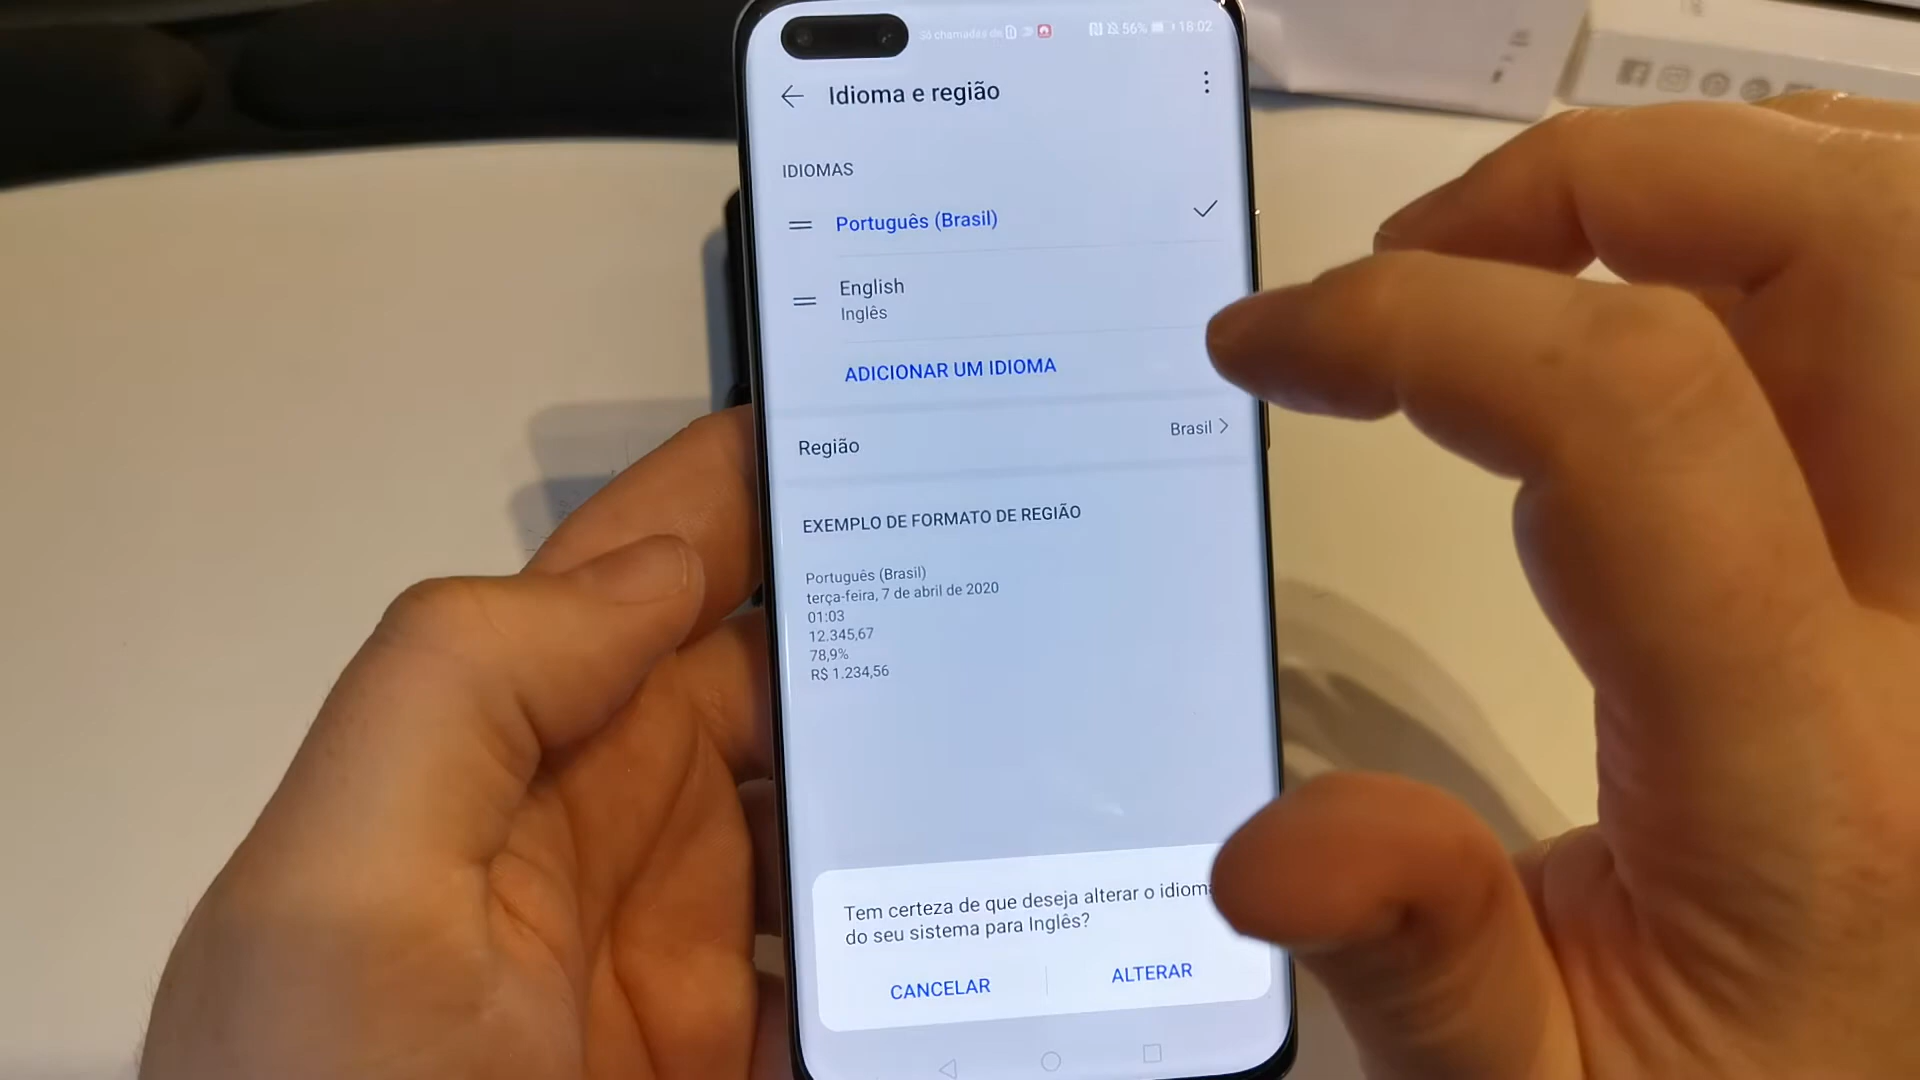 Só chamadas de
56% 18:02
Idioma e região
IDIOMAS
Português (Brasil)
English
Inglês
ADICIONAR UM IDIOMA
Região
Brasil
EXEMPLO DE FORMATO DE REGIÃO
Português (Brasil)
terça-feira, 7 de abril de 2020
01:03
12.345,67
78,9%
R$ 1.234,56
Tem certeza de que deseja alterar o idioma
do seu sistema para Inglês?
CANCELAR
ALTERAR